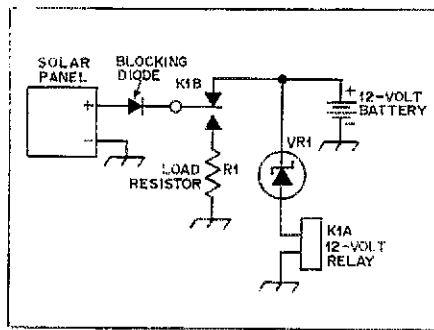 SOLAR
PANEL
BLOCKING
DIODE
K1B
+
−
LOAD
RESISTOR
R1
VR1
+
12-VOLT
BATTERY
−
K1A
12-VOLT
RELAY